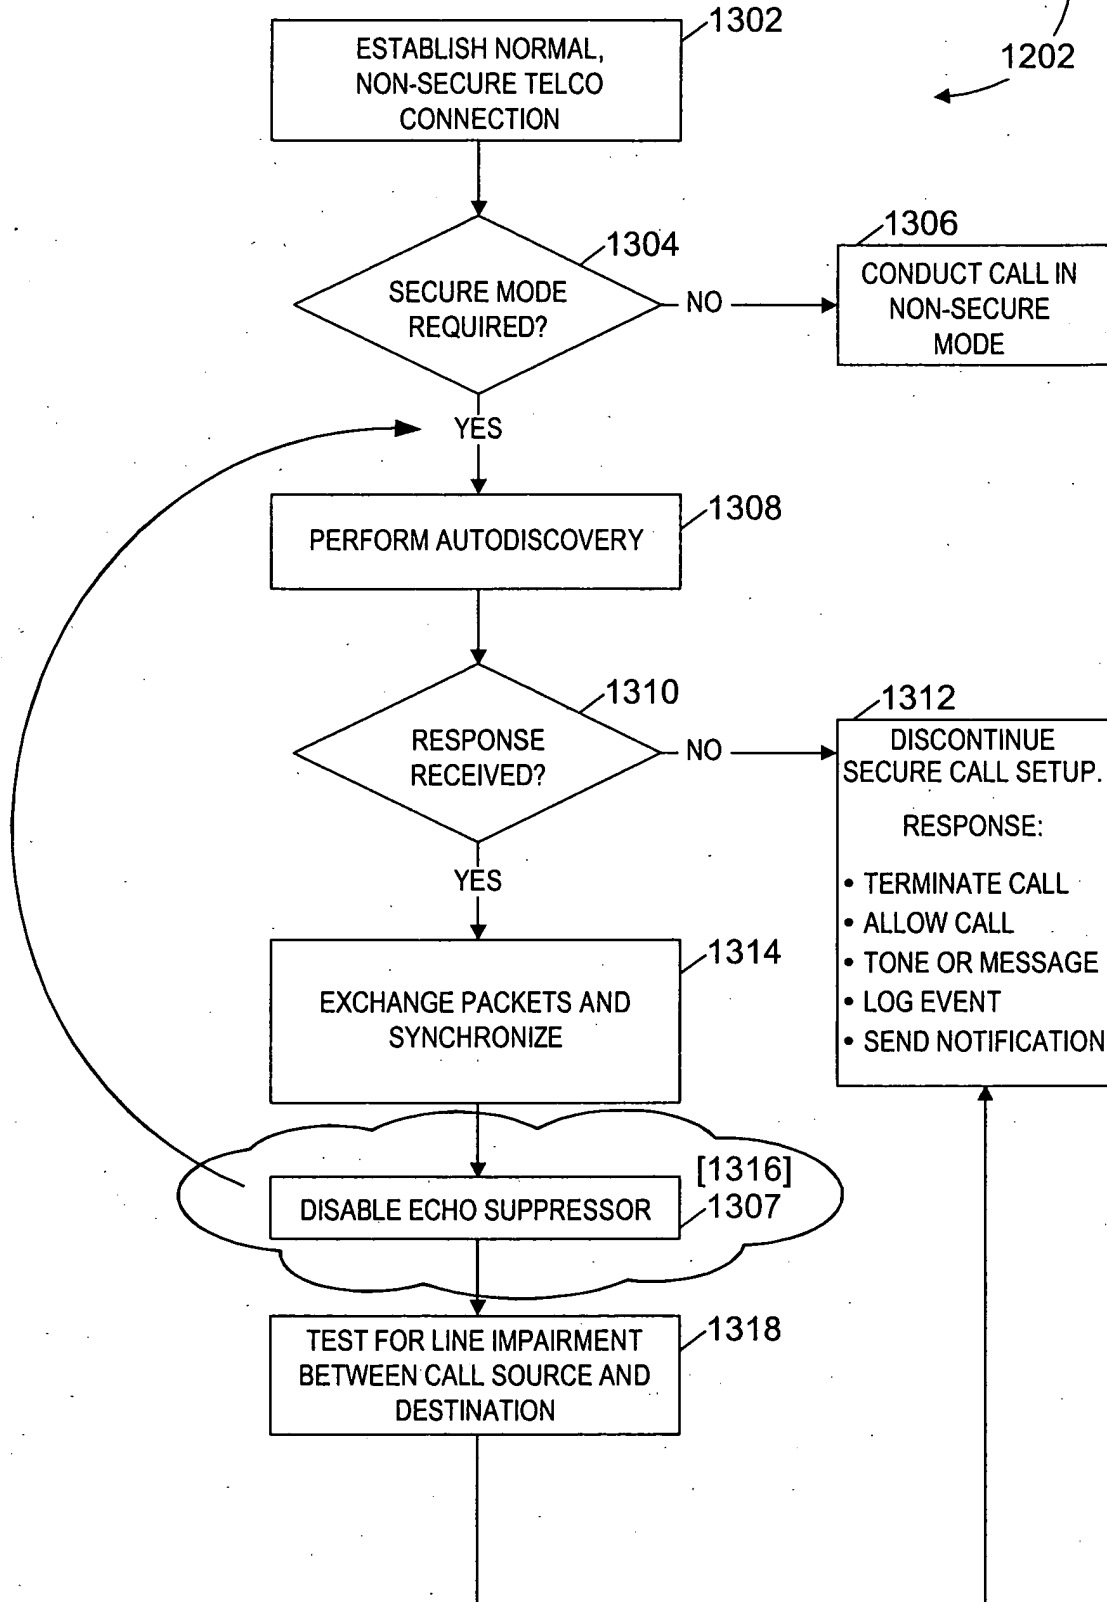 1302
ESTABLISH NORMAL,
NON-SECURE TELCO
CONNECTION
1202
1304
SECURE MODE
REQUIRED?
NO
1306
CONDUCT CALL IN
NON-SECURE
MODE
YES
1308
PERFORM AUTODISCOVERY
1310
RESPONSE
RECEIVED?
NO
1312
DISCONTINUE
SECURE CALL SETUP.
RESPONSE:
• TERMINATE CALL
• ALLOW CALL
• TONE OR MESSAGE
• LOG EVENT
• SEND NOTIFICATION
YES
1314
EXCHANGE PACKETS AND
SYNCHRONIZE
[1316]
1307
DISABLE ECHO SUPPRESSOR
1318
TEST FOR LINE IMPAIRMENT
BETWEEN CALL SOURCE AND
DESTINATION